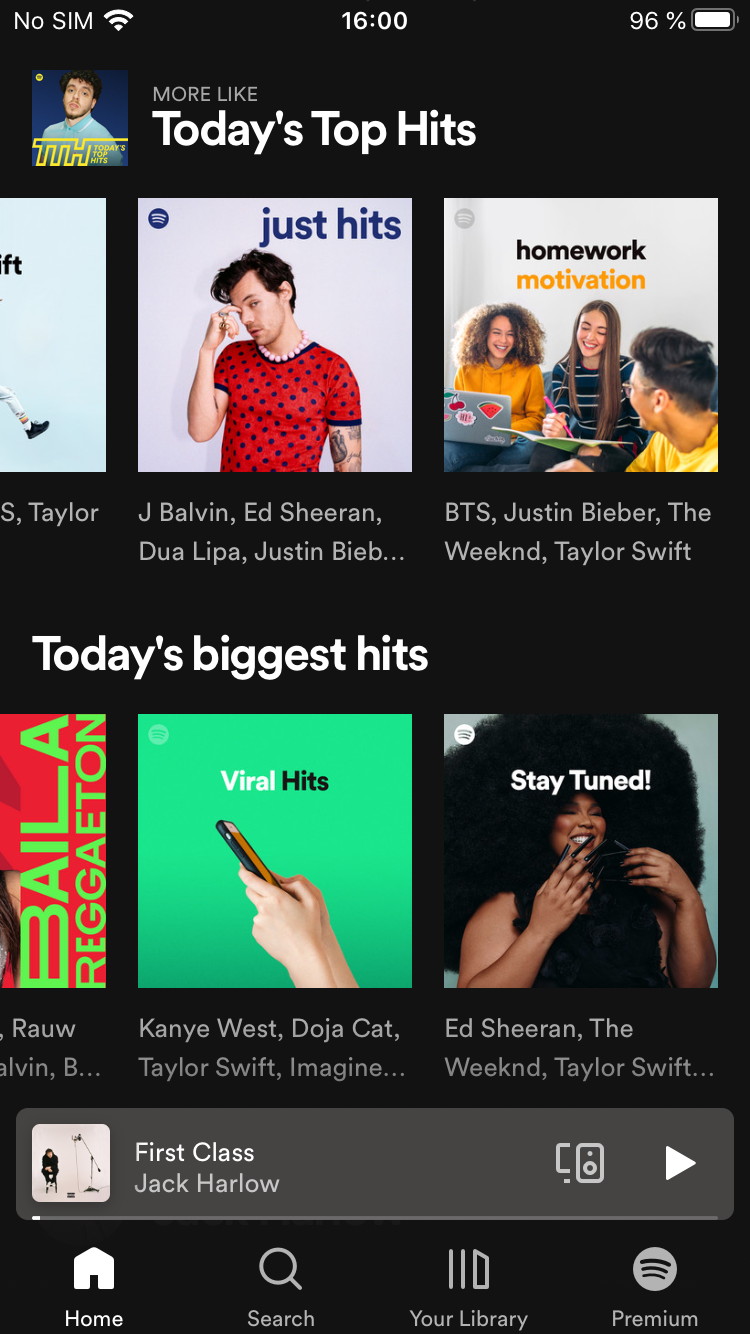 No SIM 16:00 96 %
MORE LIKE
Today's Top Hits
TTH TODAY'S
TOP
HITS
ift
just hits
homework
motivation
S, Taylor
J Balvin, Ed Sheeran,
Dua Lipa, Justin Bieb...
BTS, Justin Bieber, The
Weeknd, Taylor Swift
Today's biggest hits
BAILA
REGGAETON
Viral Hits
Stay Tuned!
, Rauw
alvin, B...
Kanye West, Doja Cat,
Taylor Swift, Imagine...
Ed Sheeran, The
Weeknd, Taylor Swift...
First Class
Jack Harlow
Home
Search
Your Library
Premium